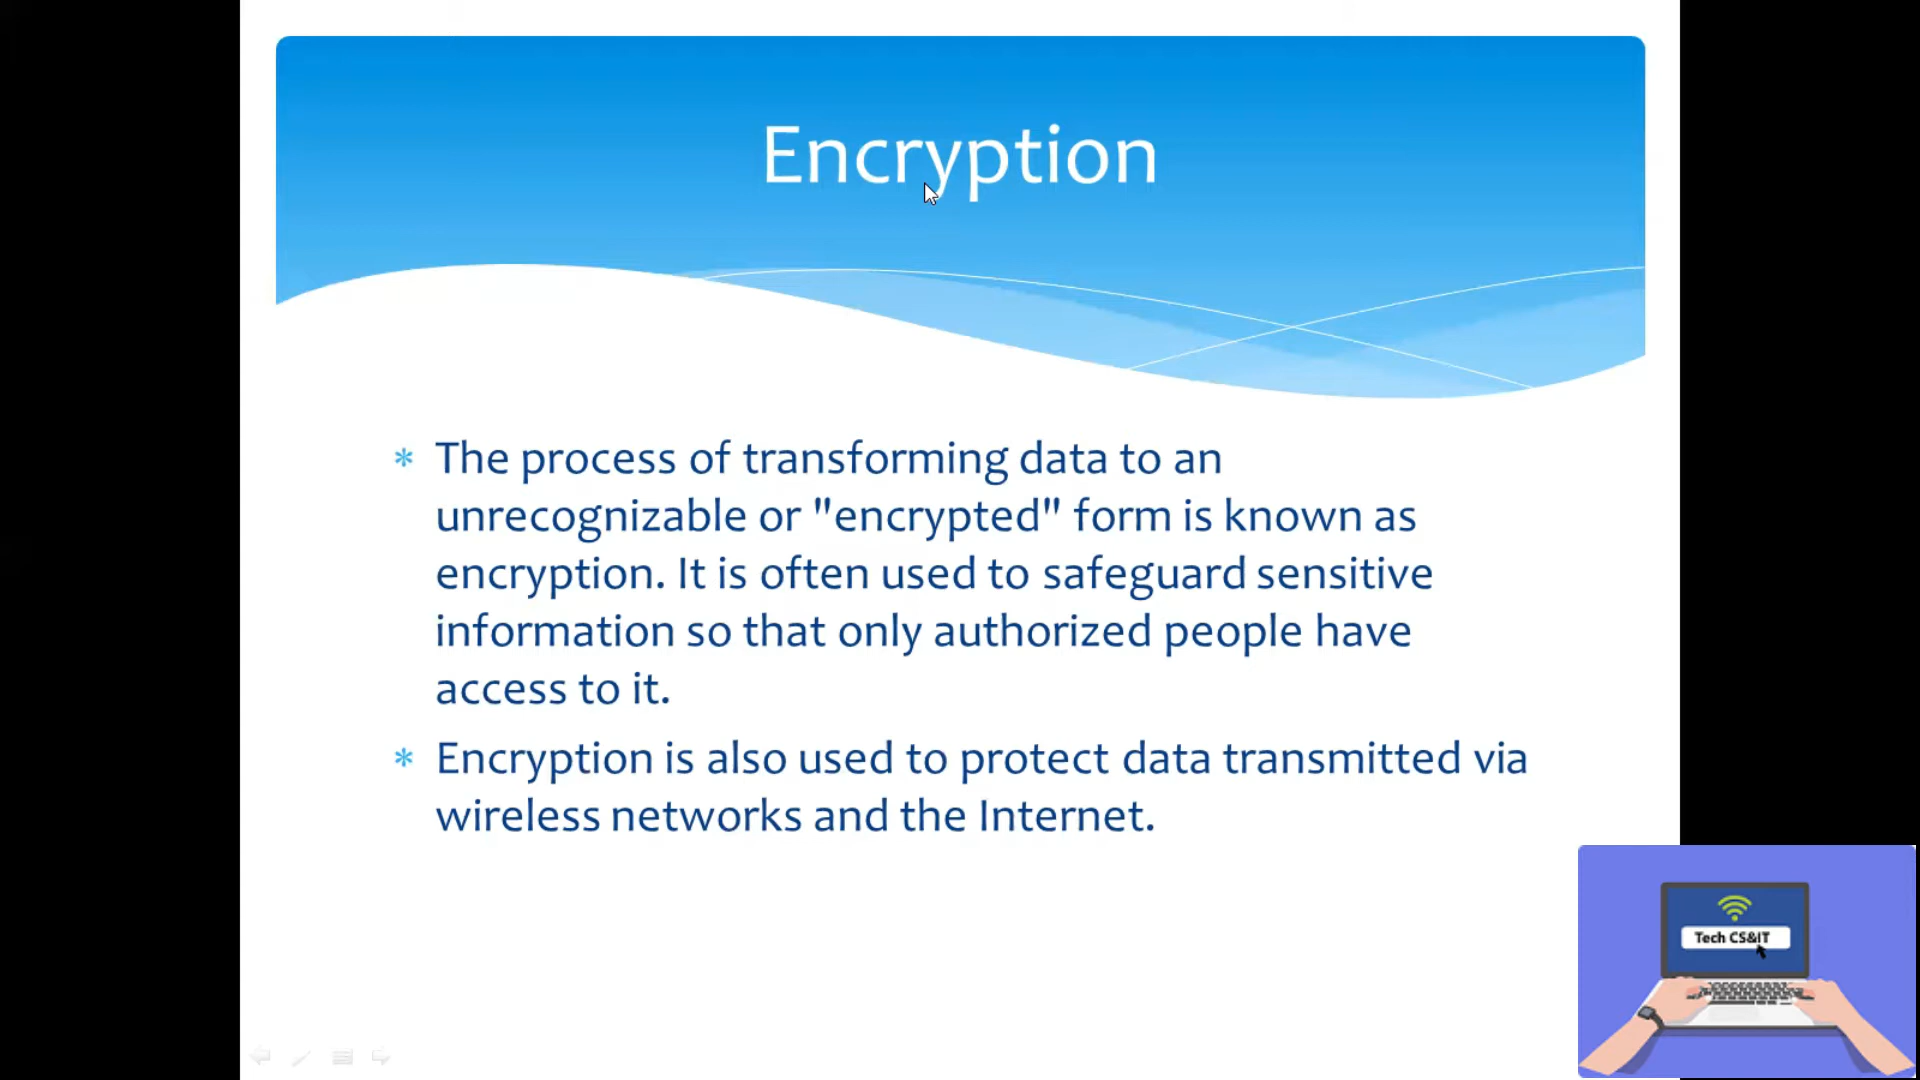 Encryption
* The process of transforming data to an
unrecognizable or "encrypted" form is known as
encryption. It is often used to safeguard sensitive
information so that only authorized people have
access to it.
* Encryption is also used to protect data transmitted via
wireless networks and the Internet.
Tech CS&IT